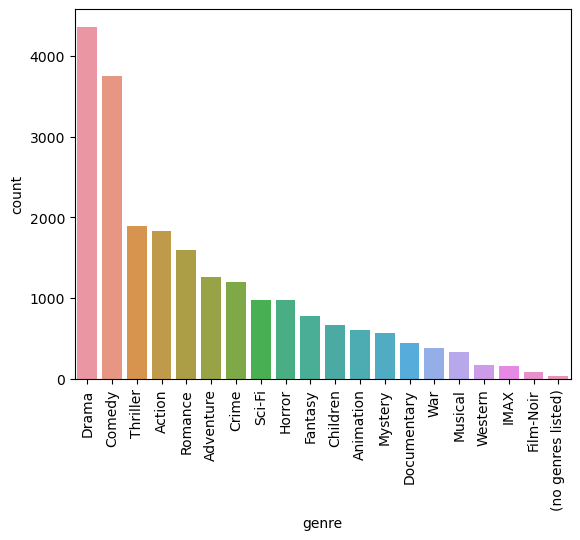 4000
3000
2000
1000
0
count
Drama
Comedy
Thriller
Action
Romance
Adventure
Crime
Sci-Fi
Horror
Fantasy
Children
Animation
Mystery
Documentary
War
Musical
Western
IMAX
Film-Noir
(no genres listed)
genre